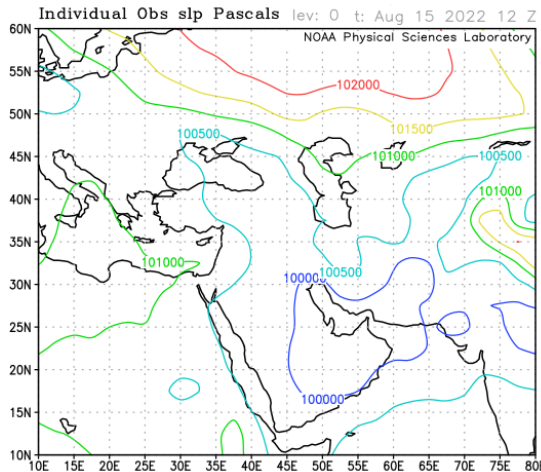 Individual Obs slp Pascals lev: 0 t: Aug 15 2022 12 Z
NOAA Physical Sciences Laboratory
60N
55N
50N
45N
40N
35N
30N
25N
20N
15N
10N
102000
101500
100500
101000
100500
101000
101000
100500
100000
100000
10E 15E 20E 25E 30E 35E 40E 45E 50E 55E 60E 65E 70E 75E 80E